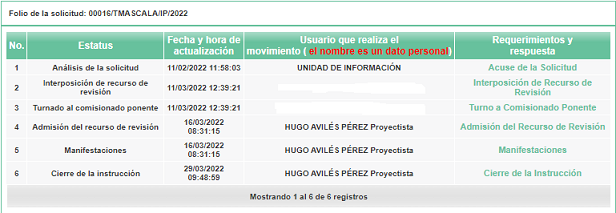 Folio de la solicitud: 00016/TMASCALA/IP/2022
No. Estatus Fecha y hora de actualización Usuario que realiza el movimiento ( el nombre es un dato personal) Requerimientos y respuesta
1 Análisis de la solicitud 11/02/2022 11:58:03 UNIDAD DE INFORMACIÓN Acuse de la Solicitud
2 Interposición de recurso de revisión 11/03/2022 12:39:21 Interposición de Recurso de Revisión
3 Turnado al comisionado ponente 11/03/2022 12:39:21 Turno a Comisionado Ponente
4 Admisión del recurso de revisión 16/03/2022 08:31:15 HUGO AVILÉS PÉREZ Proyectista Admisión del Recurso de Revisión
5 Manifestaciones 16/03/2022 08:31:15 HUGO AVILÉS PÉREZ Proyectista Manifestaciones
6 Cierre de la instrucción 29/03/2022 09:48:59 HUGO AVILÉS PÉREZ Proyectista Cierre de la instrucción
Mostrando 1 al 6 de 6 registros